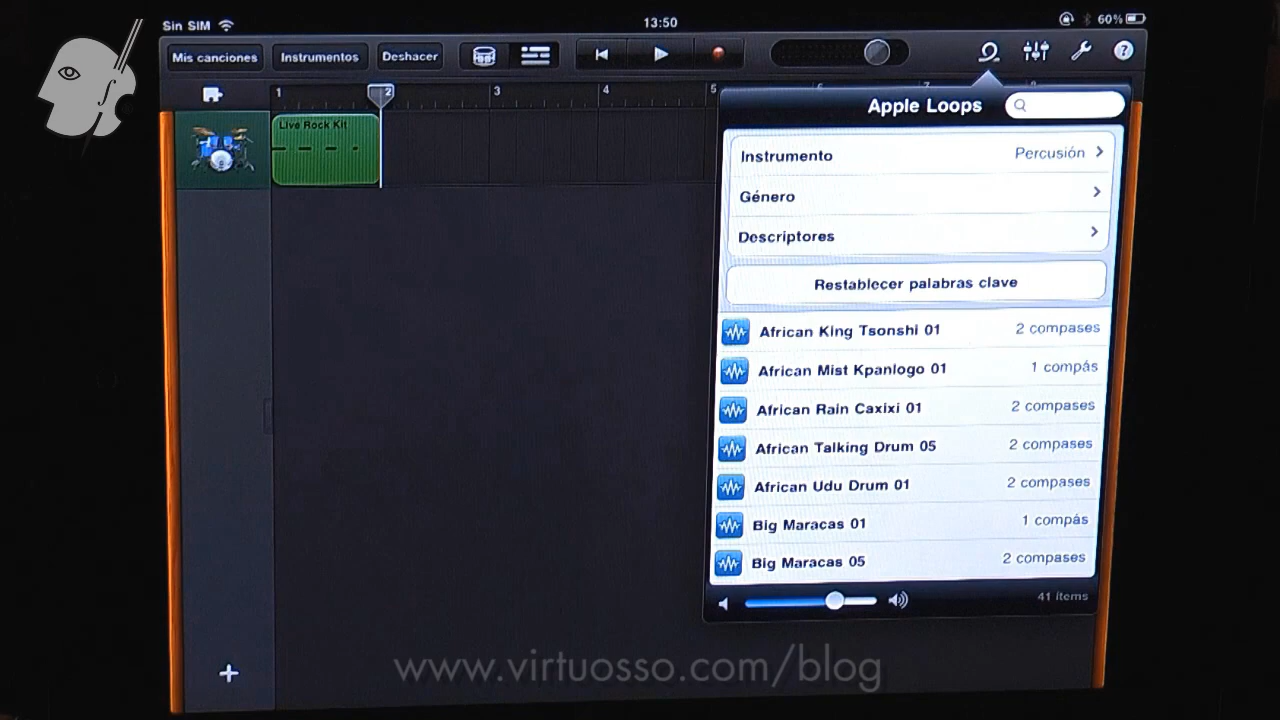 Sin SIM
13:50
60%
Mis canciones
Instrumentos
Deshacer
1
2
3
4
5
6
7
8
Live Rock Kit
Apple Loops
Instrumento Percusión
Género
Descriptores
Restablecer palabras clave
African King Tsonshi 01 2 compases
African Mist Kpanlogo 01 1 compás
African Rain Caxixi 01 2 compases
African Talking Drum 05 2 compases
African Udu Drum 01 2 compases
Big Maracas 01 1 compás
Big Maracas 05 2 compases
41 ítems
www.virtuosso.com/blog